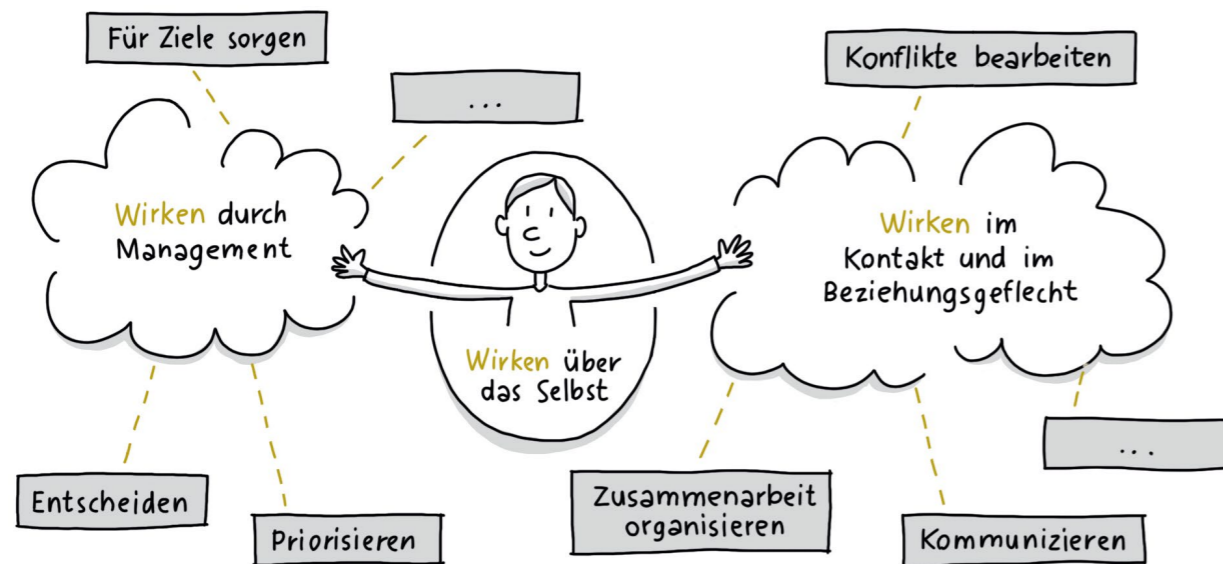 Für Ziele sorgen
...
Wirken durch
Management
Entscheiden
Priorisieren
Wirken über
das Selbst
Konflikte bearbeiten
Wirken im
Kontakt und im
Beziehungsgeflecht
Zusammenarbeit
organisieren
Kommunizieren
...